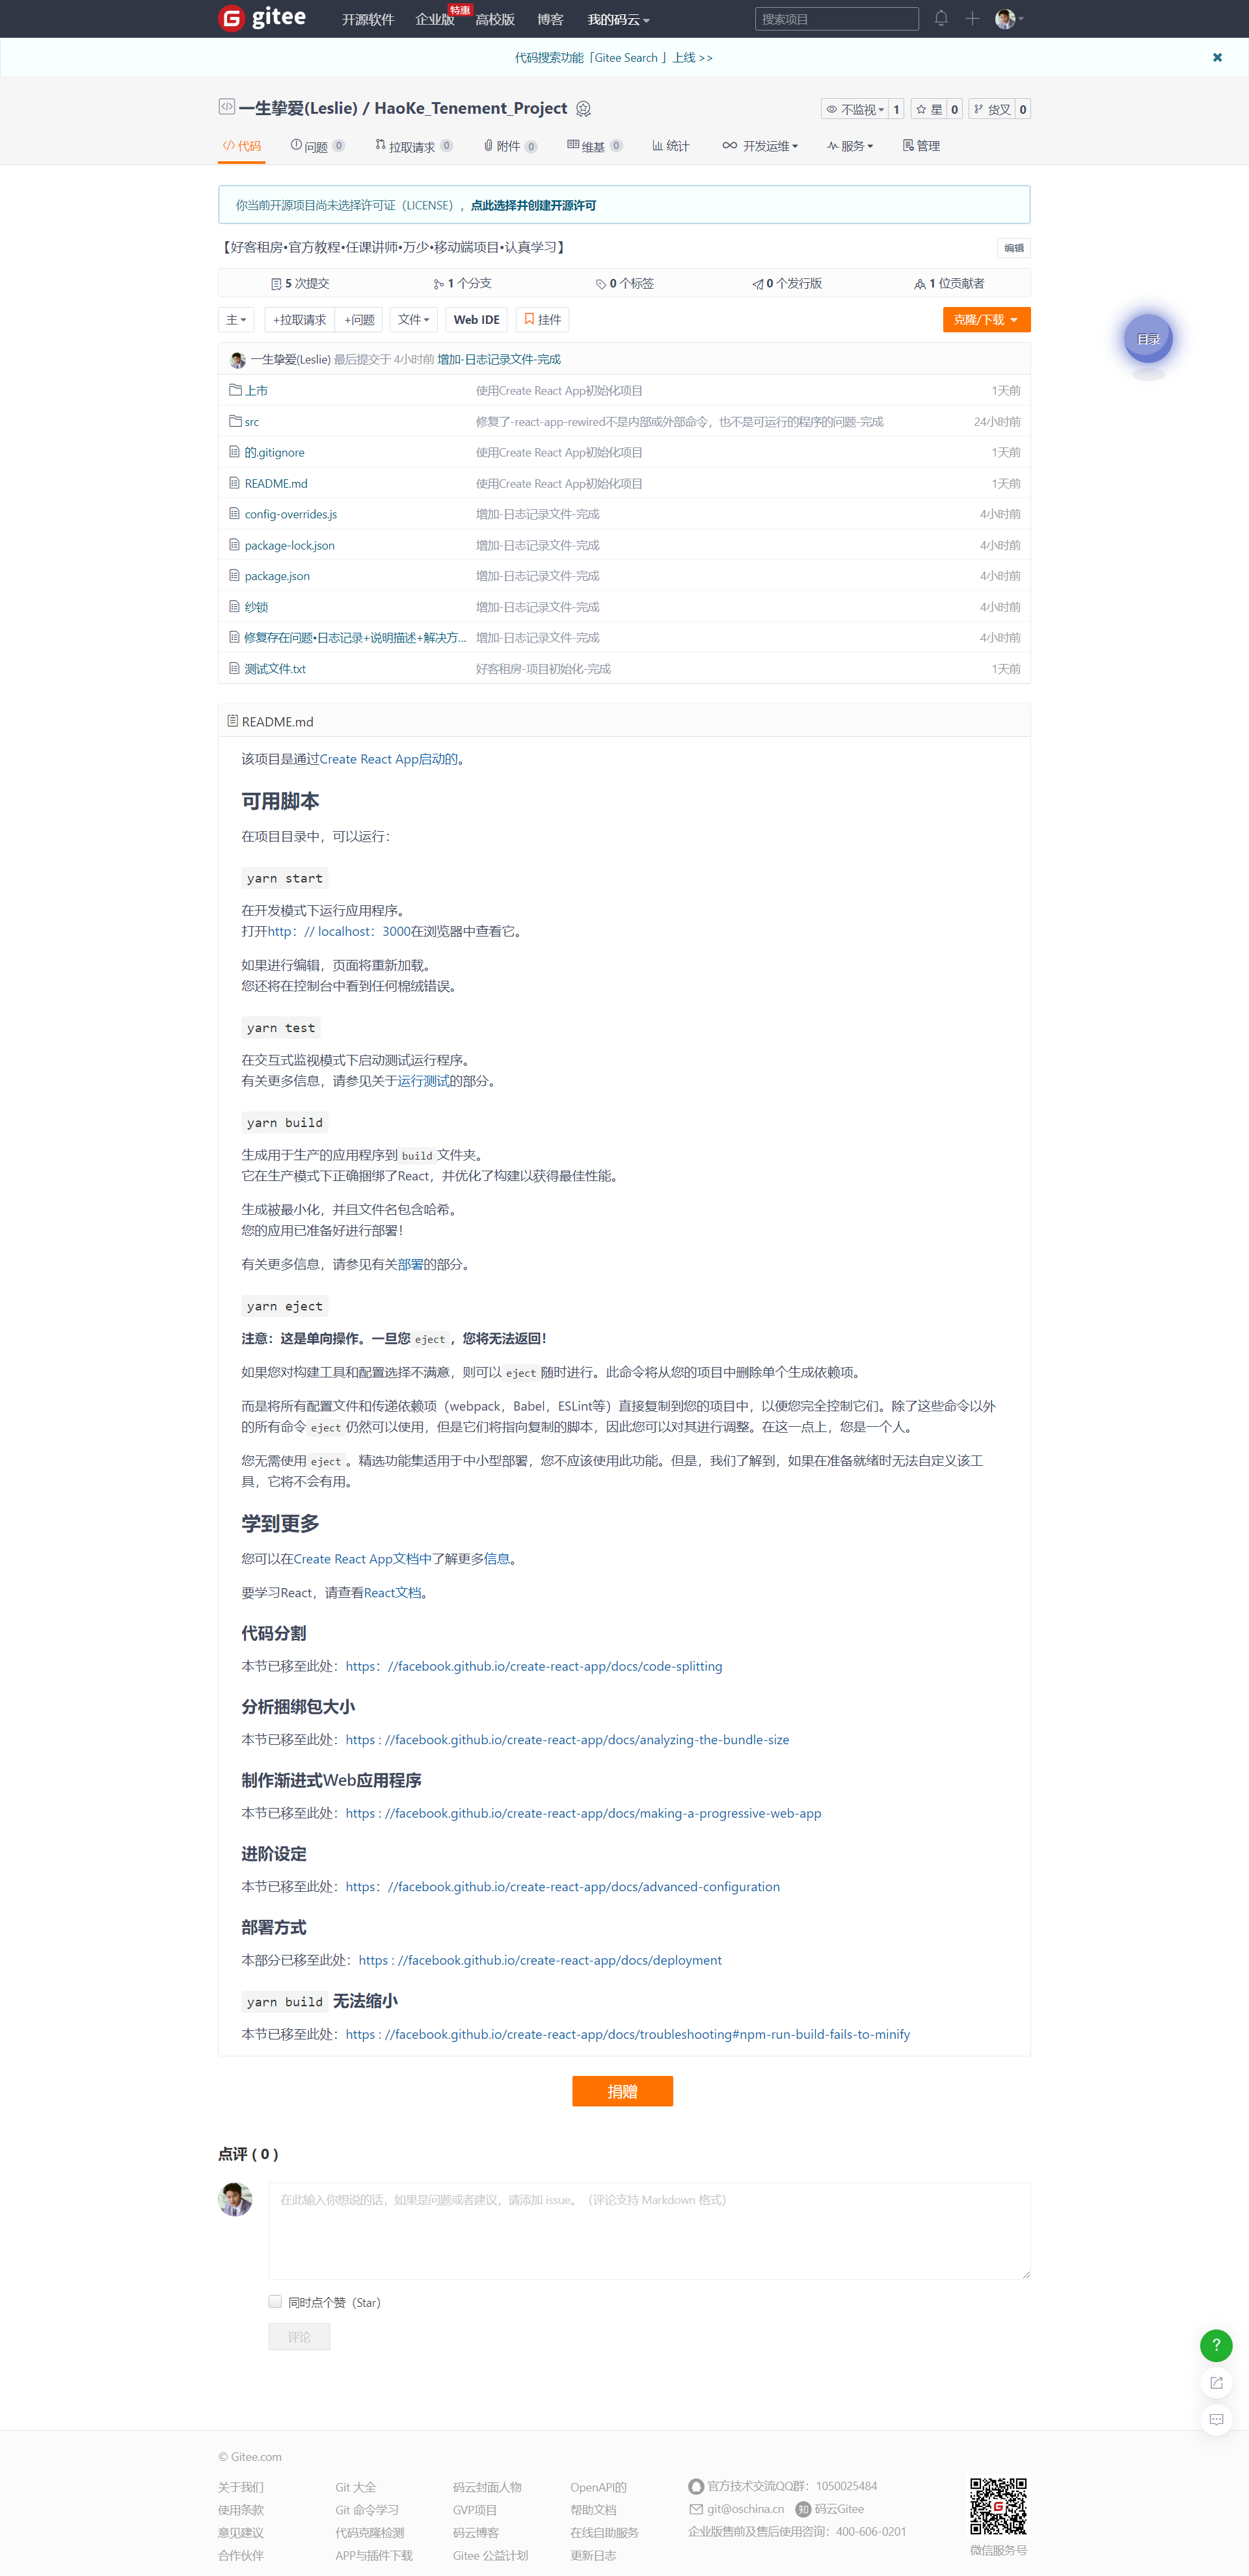 gitee 开源软件 企业版 特惠 高校版 博客 我的码云 搜索项目
代码搜索功能「Gitee Search 」上线 >>
一生挚爱(Leslie) / HaoKe_Tenement_Project 不监视 1 星 0 货叉 0
代码 问题 0 拉取请求 0 附件 0 维基 0 统计 开发运维 服务 管理
你当前开源项目尚未选择许可证（LICENSE），点此选择并创建开源许可
【好客租房•官方教程•任课讲师•万少•移动端项目•认真学习】 编辑
5 次提交 1 个分支 0 个标签 0 个发行版 1 位贡献者
主 +拉取请求 +问题 文件 Web IDE 挂件 克隆/下载
目录
一生挚爱(Leslie) 最后提交于 4小时前 增加-日志记录文件-完成
上市 使用Create React App初始化项目 1天前
src 修复了-react-app-rewired不是内部或外部命令，也不是可运行的程序的问题-完成 24小时前
的.gitignore 使用Create React App初始化项目 1天前
README.md 使用Create React App初始化项目 1天前
config-overrides.js 增加-日志记录文件-完成 4小时前
package-lock.json 增加-日志记录文件-完成 4小时前
package.json 增加-日志记录文件-完成 4小时前
纱锁 增加-日志记录文件-完成 4小时前
修复存在问题•日志记录+说明描述+解决方... 增加-日志记录文件-完成 4小时前
测试文件.txt 好客租房-项目初始化-完成 1天前
README.md
该项目是通过Create React App启动的。
可用脚本
在项目目录中，可以运行：
yarn start
在开发模式下运行应用程序。
打开http：// localhost：3000在浏览器中查看它。
如果进行编辑，页面将重新加载。
您还将在控制台中看到任何棉绒错误。
yarn test
在交互式监视模式下启动测试运行程序。
有关更多信息，请参见关于运行测试的部分。
yarn build
生成用于生产的应用程序到build文件夹。
它在生产模式下正确捆绑了React，并优化了构建以获得最佳性能。
生成被最小化，并且文件名包含哈希。
您的应用已准备好进行部署！
有关更多信息，请参见有关部署的部分。
yarn eject
注意：这是单向操作。一旦您eject，您将无法返回！
如果您对构建工具和配置选择不满意，则可以eject随时进行。此命令将从您的项目中删除单个生成依赖项。
而是将所有配置文件和传递依赖项（webpack，Babel，ESLint等）直接复制到您的项目中，以便您完全控制它们。除了这些命令以外
的所有命令eject仍然可以使用，但是它们将指向复制的脚本，因此您可以对其进行调整。在这一点上，您是一个人。
您无需使用eject。精选功能集适用于中小型部署，您不应该使用此功能。但是，我们了解到，如果在准备就绪时无法自定义该工
具，它将不会有用。
学到更多
您可以在Create React App文档中了解更多信息。
要学习React，请查看React文档。
代码分割
本节已移至此处：https：//facebook.github.io/create-react-app/docs/code-splitting
分析捆绑包大小
本节已移至此处：https : //facebook.github.io/create-react-app/docs/analyzing-the-bundle-size
制作渐进式Web应用程序
本节已移至此处：https : //facebook.github.io/create-react-app/docs/making-a-progressive-web-app
进阶设定
本节已移至此处：https：//facebook.github.io/create-react-app/docs/advanced-configuration
部署方式
本部分已移至此处：https : //facebook.github.io/create-react-app/docs/deployment
yarn build 无法缩小
本节已移至此处：https : //facebook.github.io/create-react-app/docs/troubleshooting#npm-run-build-fails-to-minify
捐赠
点评 ( 0 )
在此输入你想说的话，如果是问题或者建议，请添加 issue。（评论支持 Markdown 格式）
同时点个赞（Star）
评论
?
© Gitee.com
关于我们 Git 大全 码云封面人物 OpenAPI的 官方技术交流QQ群：1050025484
使用条款 Git 命令学习 GVP项目 帮助文档 git@oschina.cn 知 码云Gitee
意见建议 代码克隆检测 码云博客 在线自助服务 企业版售前及售后使用咨询：400-606-0201
合作伙伴 APP与插件下载 Gitee 公益计划 更新日志 微信服务号